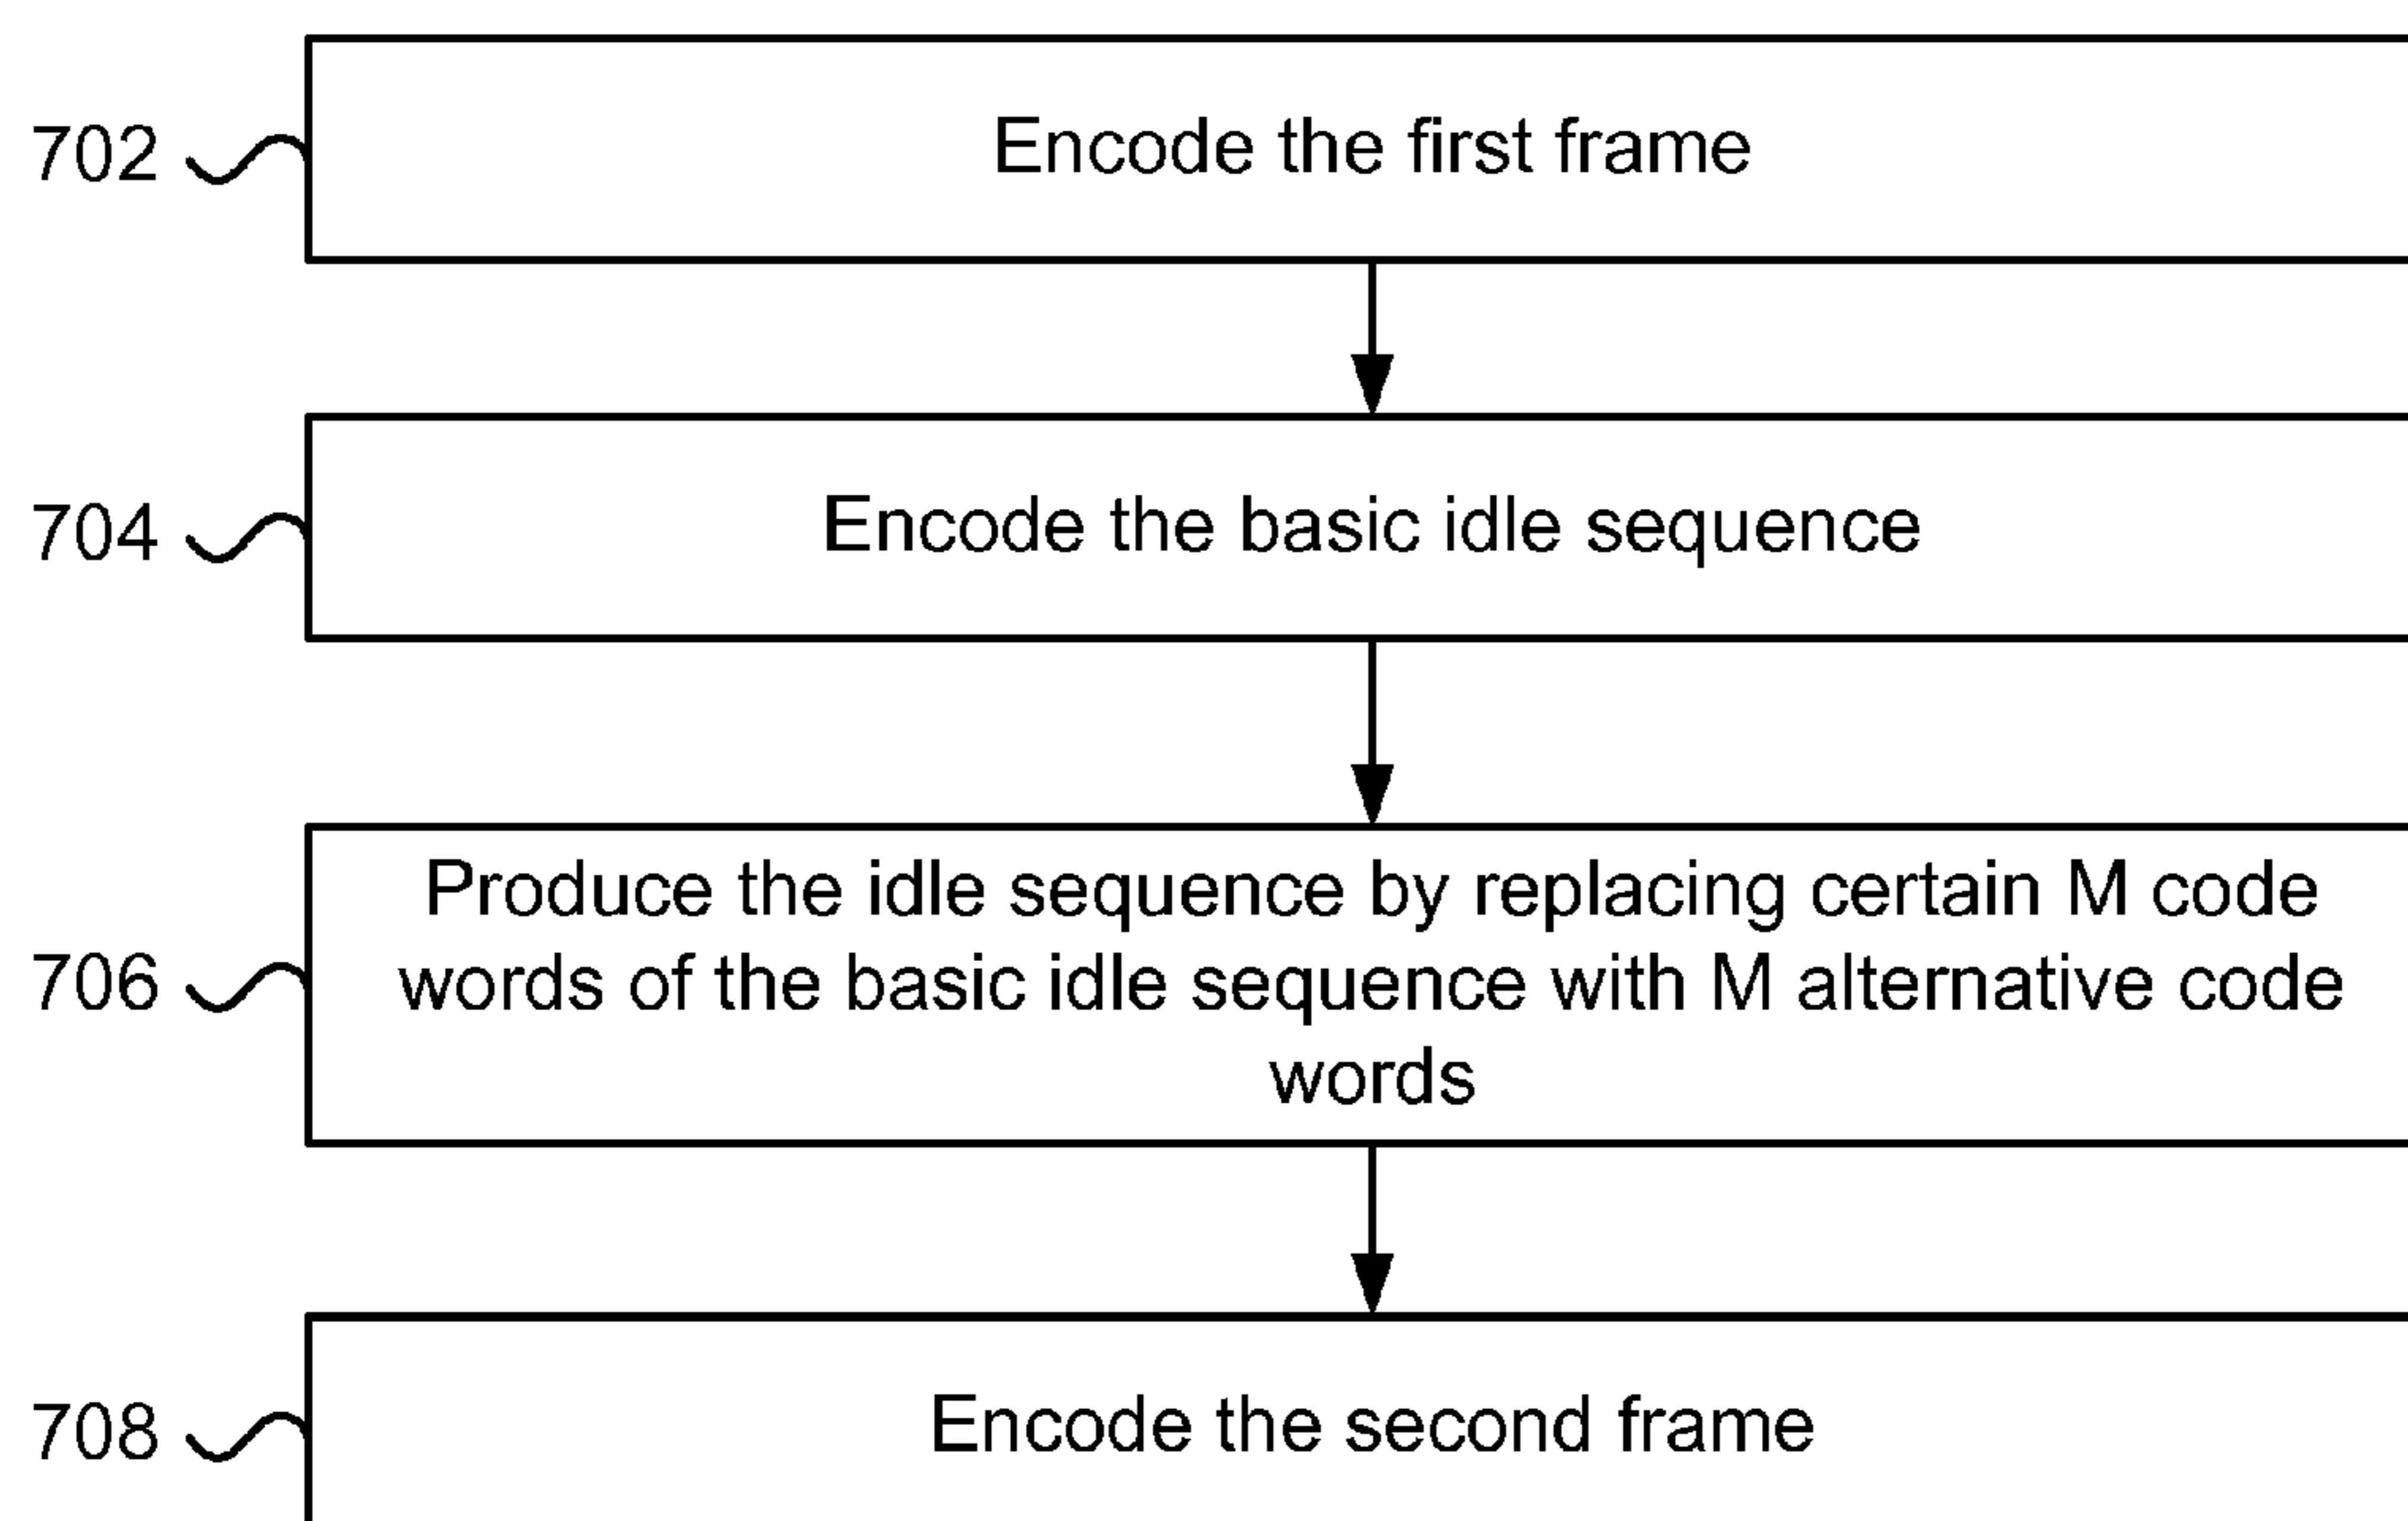 702
Encode the first frame
704
Encode the basic idle sequence
Produce the idle sequence by replacing certain M code
706
words of the basic idle sequence with M alternative code
words
708
Encode the second frame